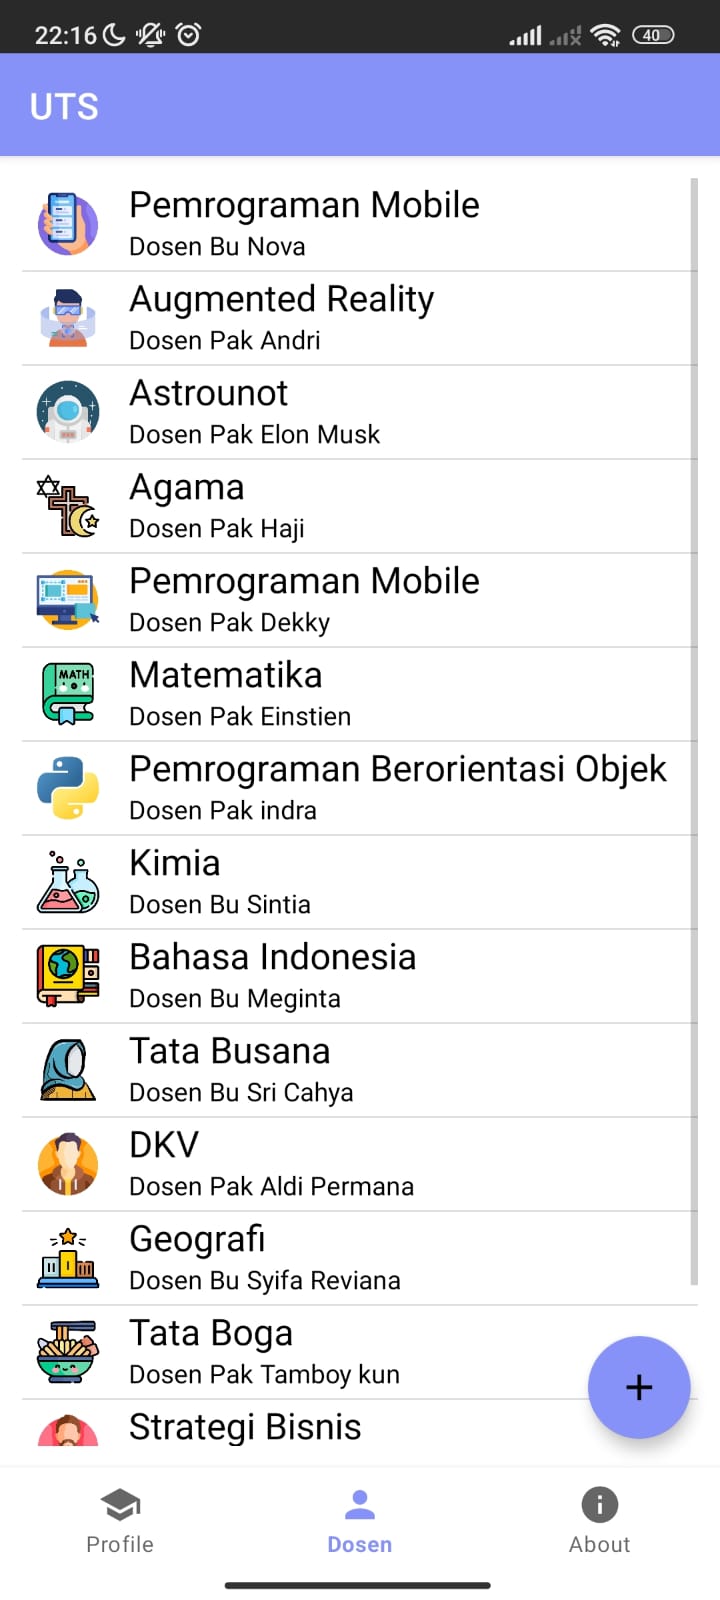 22:16
40
UTS
Pemrograman Mobile
Dosen Bu Nova
Augmented Reality
Dosen Pak Andri
Astrounot
Dosen Pak Elon Musk
Agama
Dosen Pak Haji
Pemrograman Mobile
Dosen Pak Dekky
MATH
Matematika
Dosen Pak Einstien
Pemrograman Berorientasi Objek
Dosen Pak indra
Kimia
Dosen Bu Sintia
Bahasa Indonesia
Dosen Bu Meginta
Tata Busana
Dosen Bu Sri Cahya
DKV
Dosen Pak Aldi Permana
Geografi
Dosen Bu Syifa Reviana
Tata Boga
Dosen Pak Tamboy kun
+
Strategi Bisnis
Profile
Dosen
About